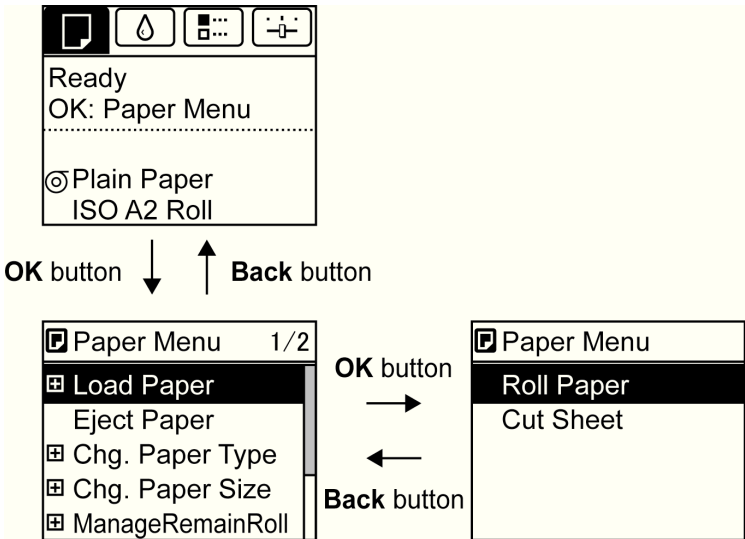 Ready
OK: Paper Menu
Plain Paper
ISO A2 Roll
OK button
Back button
Paper Menu 1/2
Load Paper
Eject Paper
Chg. Paper Type
Chg. Paper Size
ManageRemainRoll
OK button
Back button
Paper Menu
Roll Paper
Cut Sheet